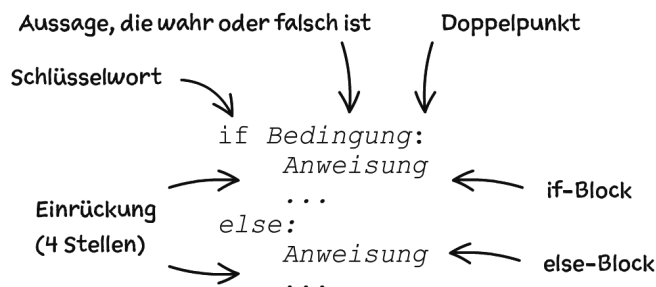 Aussage, die wahr oder falsch ist
Doppelpunkt
Schlüsselwort
if Bedingung:
Anweisung
...
if-Block
Einrückung
(4 Stellen)
else:
Anweisung
else-Block
...